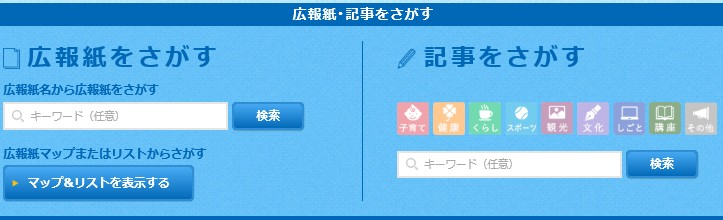 広報紙・記事をさがす
広報紙をさがす
広報紙名から広報紙をさがす
キーワード（任意）
検索
広報紙マップまたはリストからさがす
マップ&リストを表示する
記事をさがす
子育て
健康
くらし
スポーツ
観光
文化
しごと
講座
その他
キーワード（任意）
検索